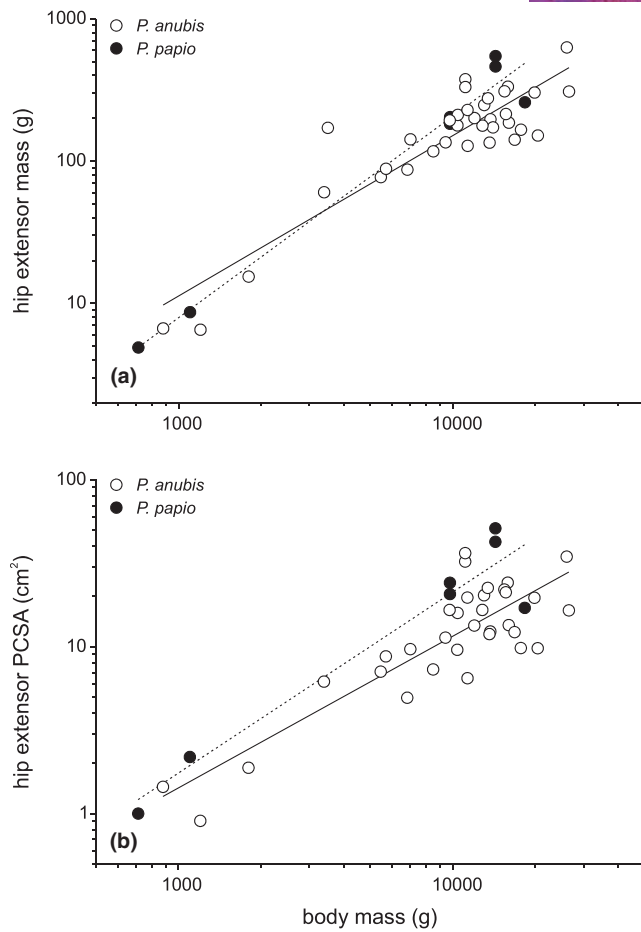 1000
P. anubis
P. papio
100
10
hip extensor mass (g)
(a)
1000 10000
100
P. anubis
P. papio
10
1
hip extensor PCSA (cm²)
(b)
1000 10000
body mass (g)